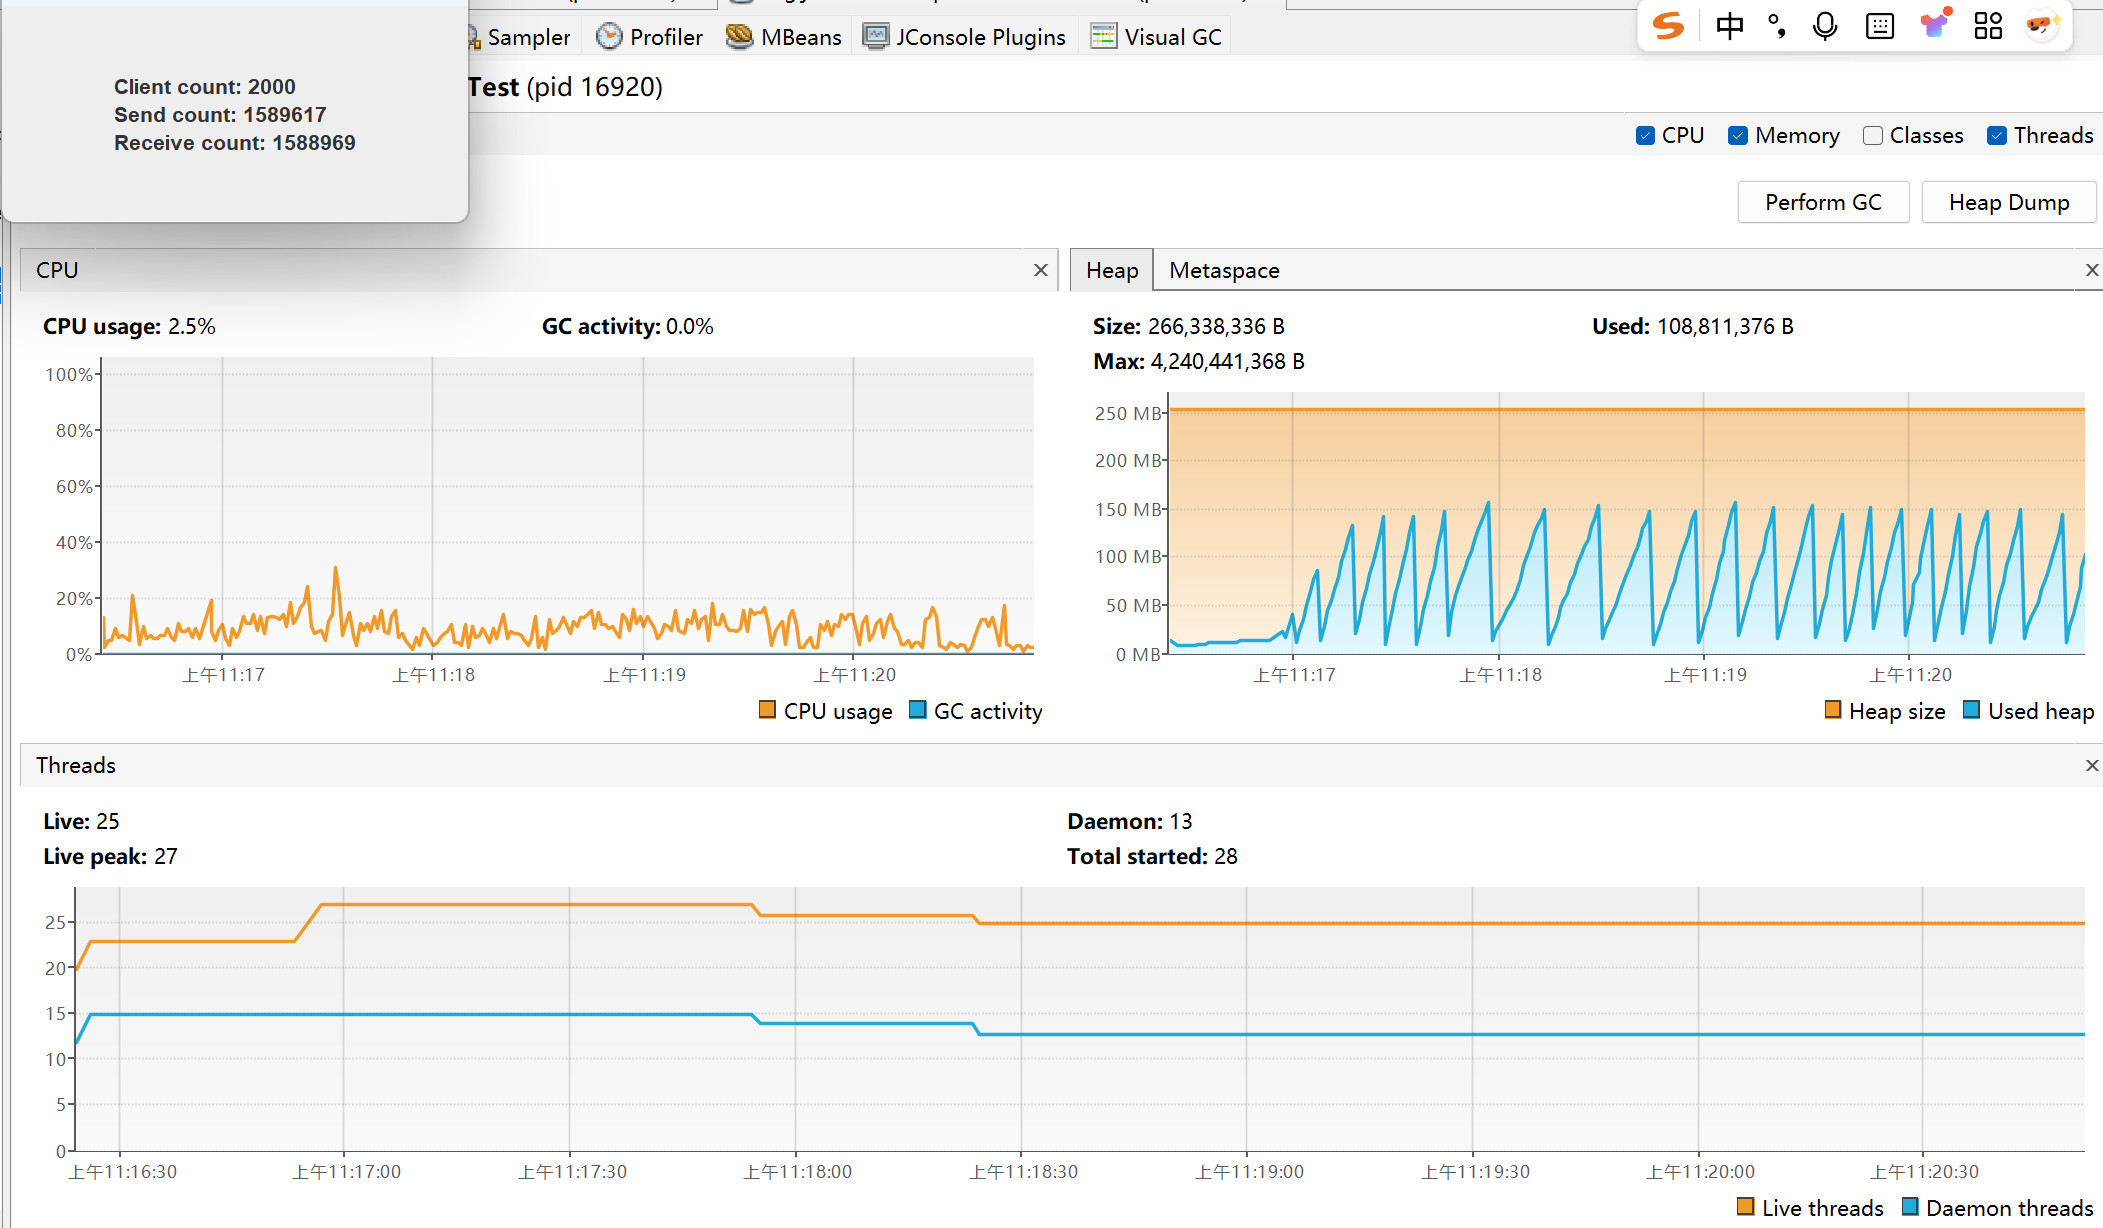 Sampler
Profiler
MBeans
JConsole Plugins
Visual GC
中
Client count: 2000
Send count: 1589617
Receive count: 1588969
Test (pid 16920)
CPU
Memory
Classes
Threads
Perform GC
Heap Dump
CPU
Heap
Metaspace
CPU usage: 2.5%
GC activity: 0.0%
Size: 266,338,336 B
Used: 108,811,376 B
Max: 4,240,441,368 B
100%
80%
60%
40%
20%
0%
上午11:17
上午11:18
上午11:19
上午11:20
CPU usage
GC activity
250 MB
200 MB
150 MB
100 MB
50 MB
0 MB
上午11:17
上午11:18
上午11:19
上午11:20
Heap size
Used heap
Threads
Live: 25
Daemon: 13
Live peak: 27
Total started: 28
25
20
15
10
5
0
上午11:16:30
上午11:17:00
上午11:17:30
上午11:18:00
上午11:18:30
上午11:19:00
上午11:19:30
上午11:20:00
上午11:20:30
Live threads
Daemon threads